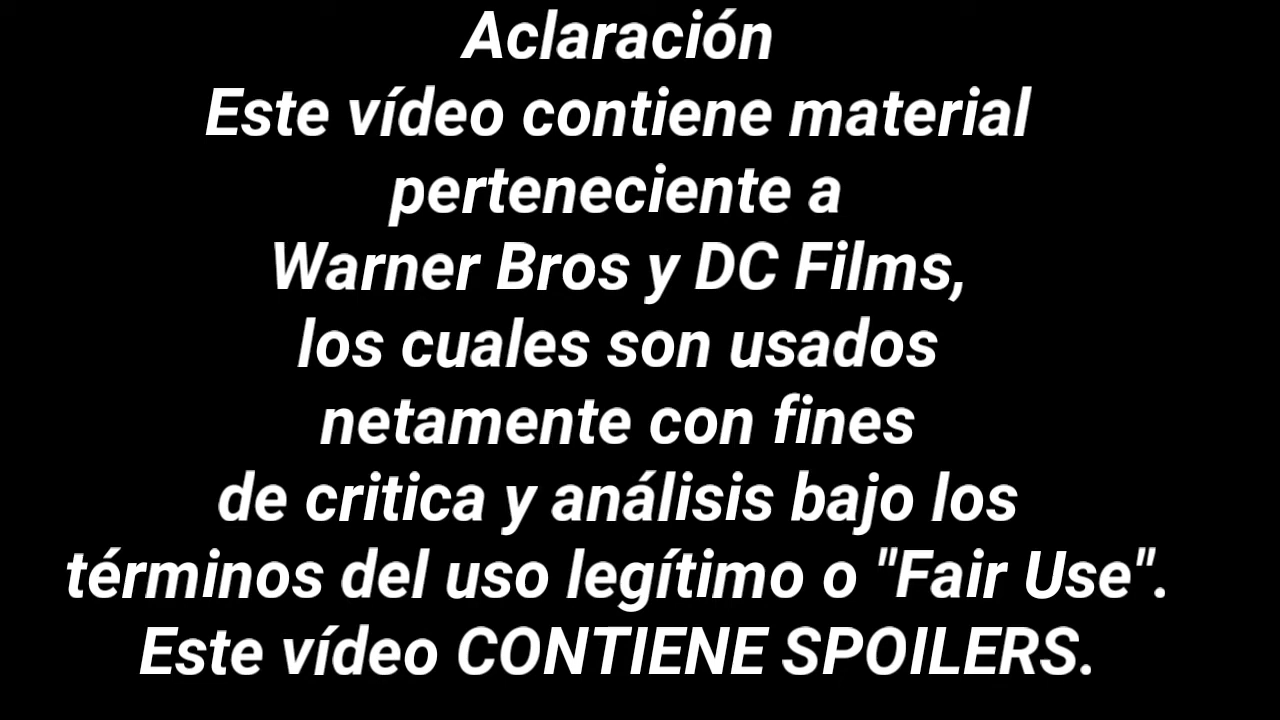 Aclaración
Este vídeo contiene material
perteneciente a
Warner Bros y DC Films,
los cuales son usados
netamente con fines
de critica y análisis bajo los
términos del uso legítimo o "Fair Use".
Este vídeo CONTIENE SPOILERS.